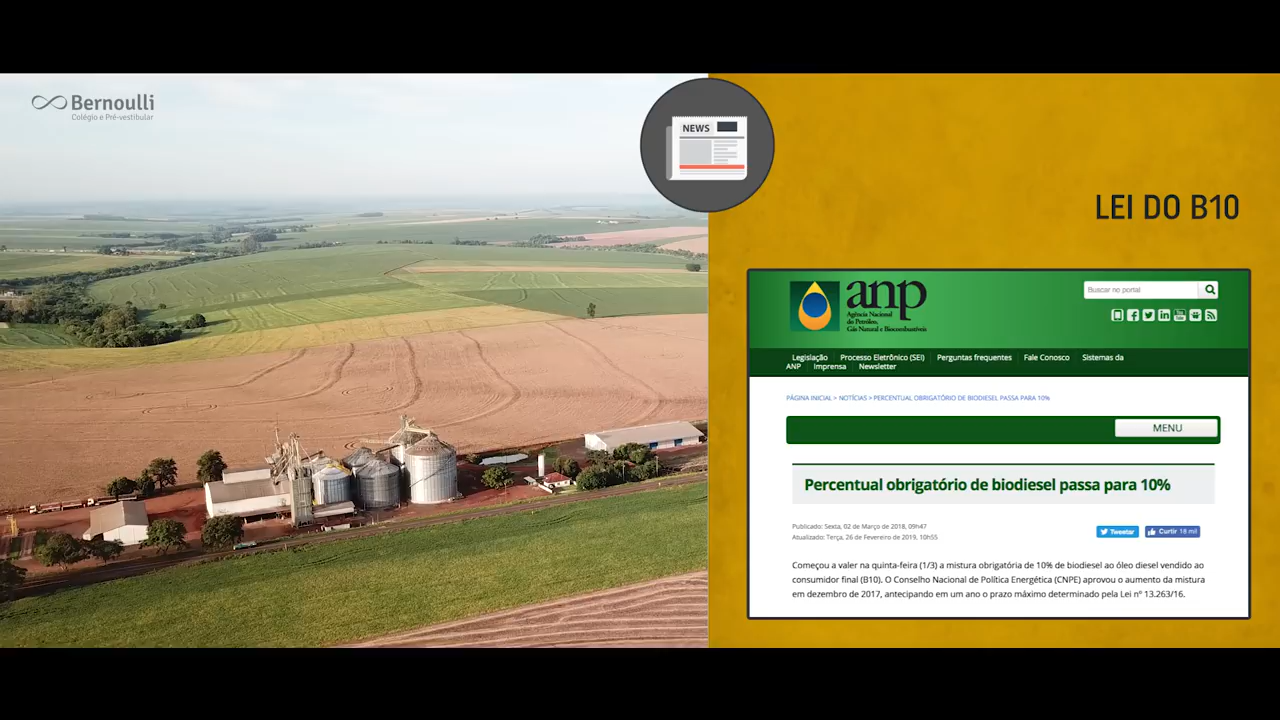 Bernoulli
Colégio e Pré-vestibular
NEWS
LEI DO B10
anp
Agência Nacional
do Petróleo,
Gás Natural e Biocombustíveis
Buscar no portal
Legislação Processo Eletrônico (SEI) Perguntas frequentes Fale Conosco Sistemas da
ANP Imprensa Newsletter
PÁGINA INICIAL > NOTÍCIAS > PERCENTUAL OBRIGATÓRIO DE BIODIESEL PASSA PARA 10%
MENU
Percentual obrigatório de biodiesel passa para 10%
Publicado: Sexta, 02 de Março de 2018, 09h47
Atualizado: Terça, 26 de Fevereiro de 2019, 10h55
Tweetar
Curtir 18 mil
Começou a valer na quinta-feira (1/3) a mistura obrigatória de 10% de biodiesel ao óleo diesel vendido ao
consumidor final (B10). O Conselho Nacional de Política Energética (CNPE) aprovou o aumento da mistura
em dezembro de 2017, antecipando em um ano o prazo máximo determinado pela Lei nº 13.263/16.